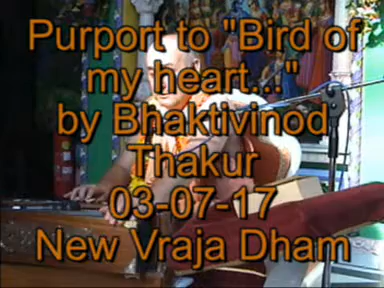 Purport to "Bird of
my heart..."
by Bhaktivinod
Thakur
03-07-17
New Vraja Dham